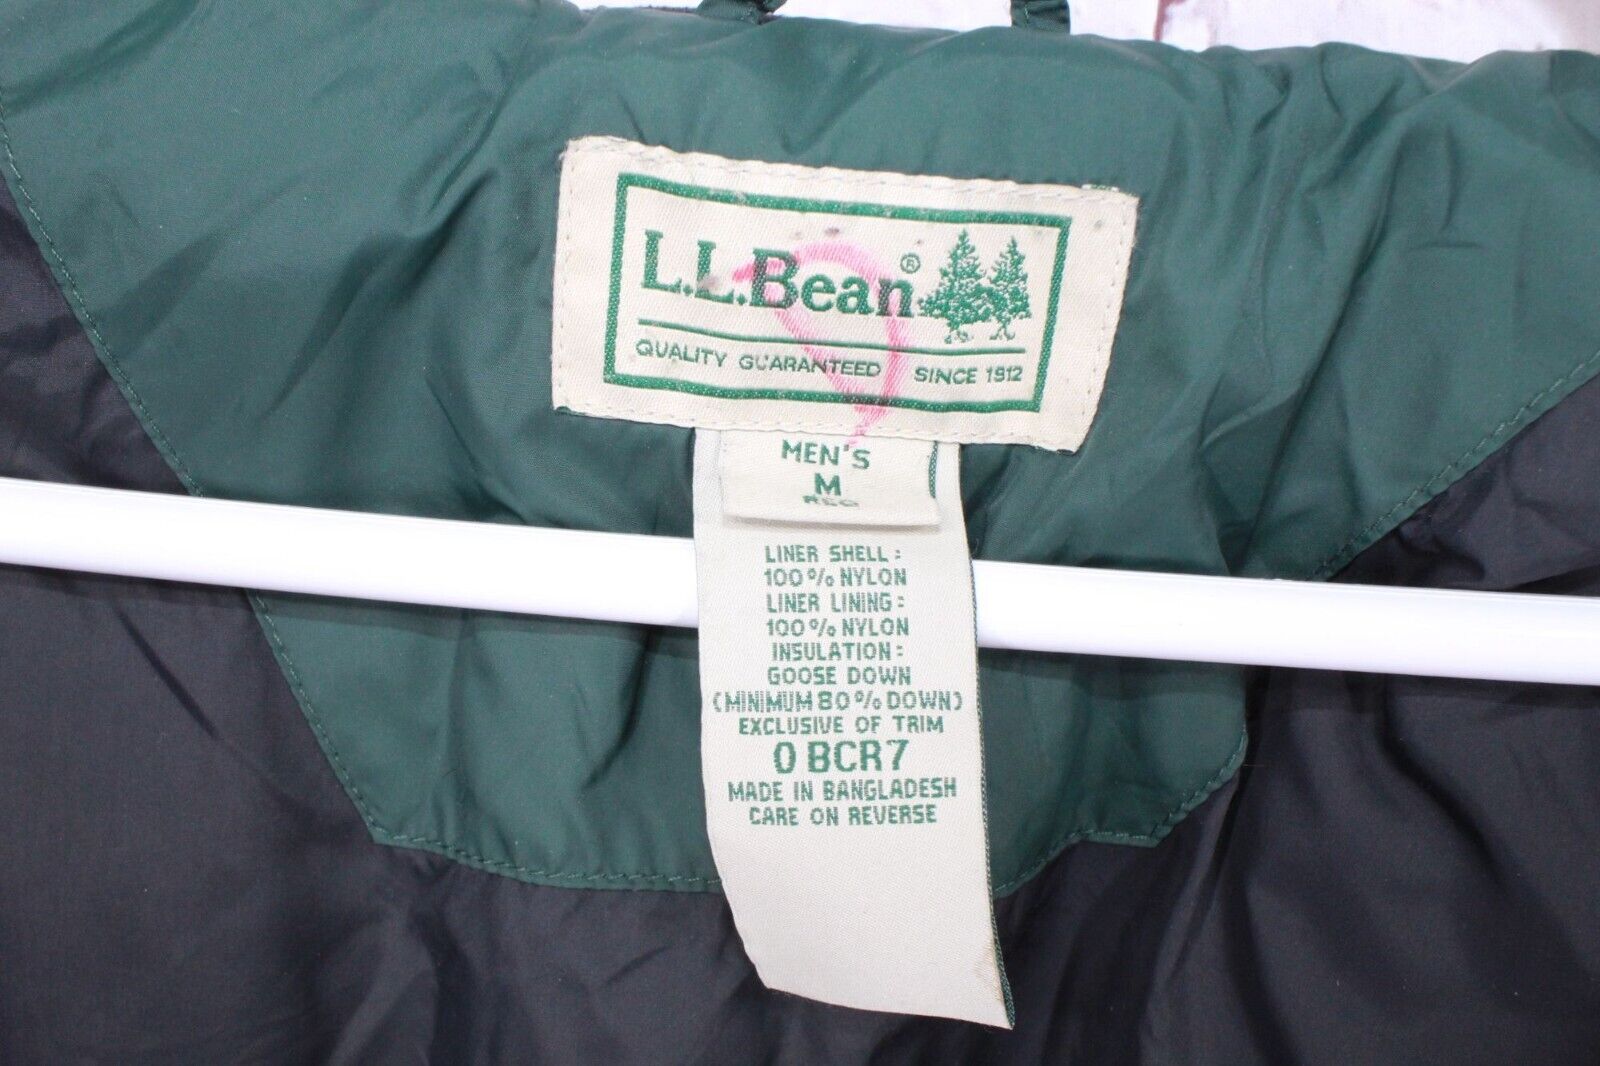 L.L.Bean®
QUALITY GUARANTEED SINCE 1912
MEN'S
M
REG
LINER SHELL:
100% NYLON
LINER LINING:
100% NYLON
INSULATION:
GOOSE DOWN
(MINIMUM 80% DOWN)
EXCLUSIVE OF TRIM
0 BCR7
MADE IN BANGLADESH
CARE ON REVERSE